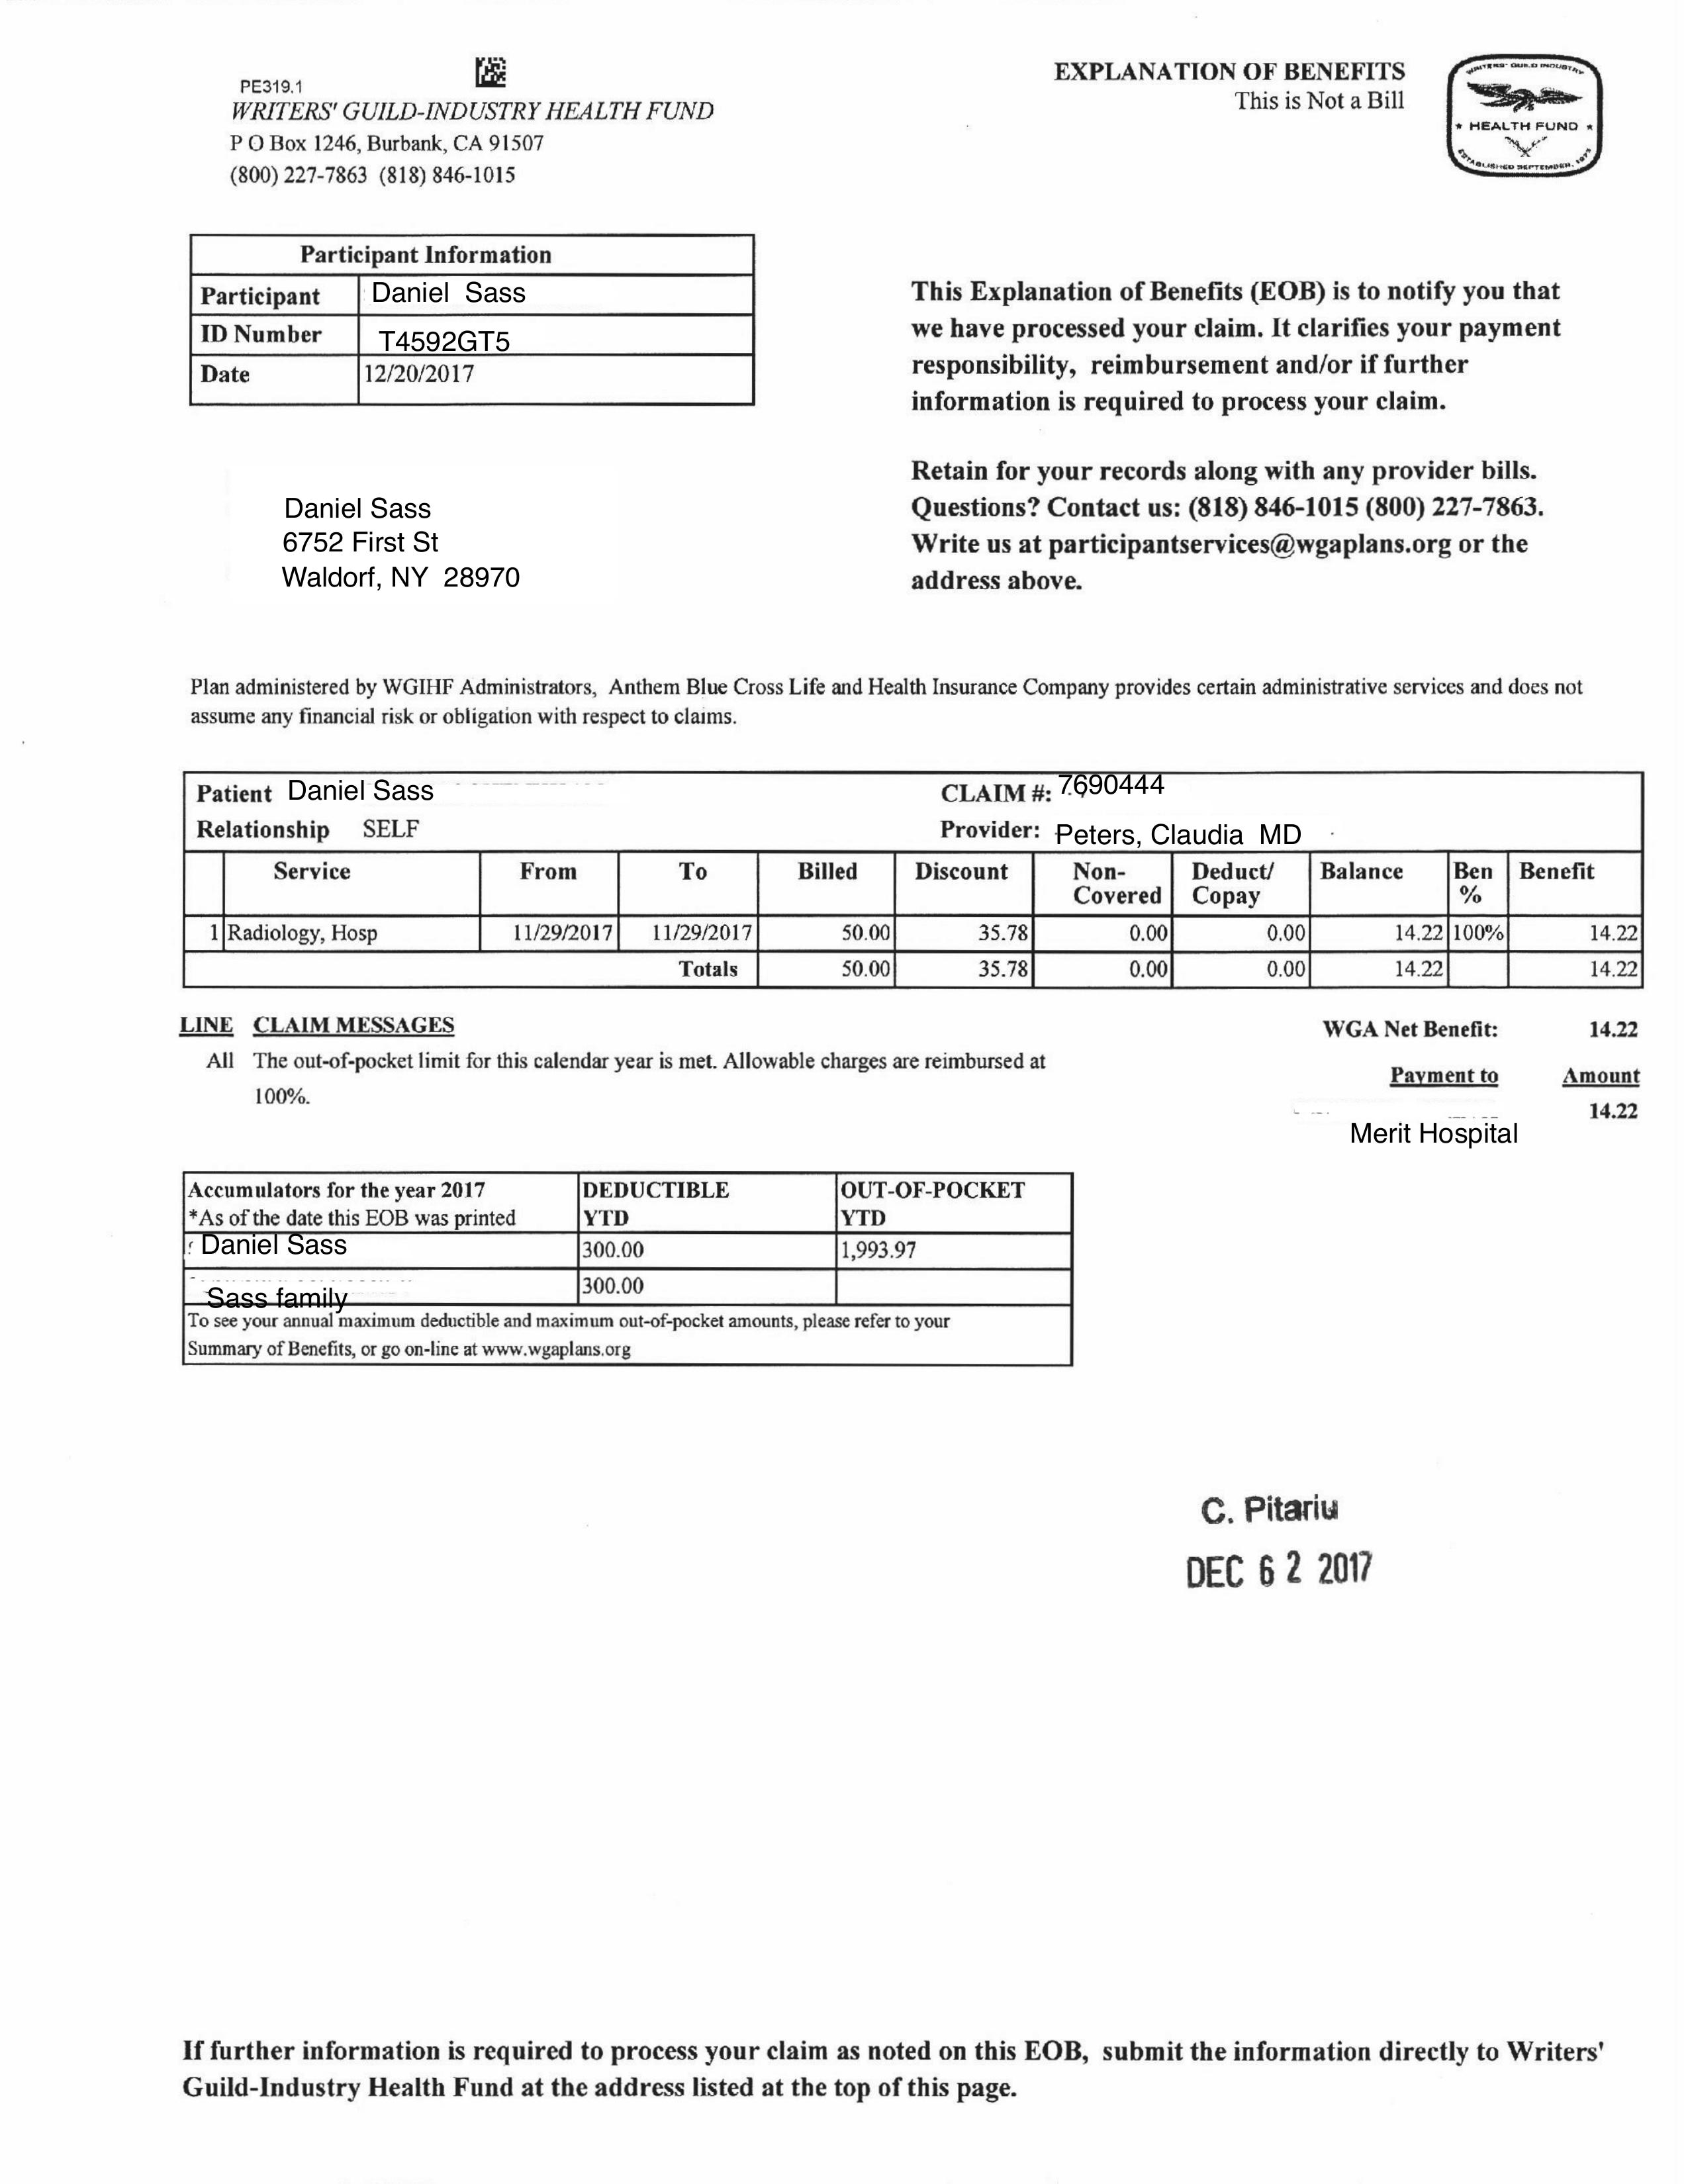 PE319.1
WRITERS' GUILD-INDUSTRY HEALTH FUND
P O Box 1246, Burbank, CA 91507
(800) 227-7863 (818) 846-1015
EXPLANATION OF BENEFITS
This is Not a Bill
WRITERS' GUILD INDUSTRY
★ HEALTH FUND ★
ESTABLISHED SEPTEMBER, 1973
Participant Information
Participant Daniel Sass
ID Number T4592GT5
Date 12/20/2017
This Explanation of Benefits (EOB) is to notify you that
we have processed your claim. It clarifies your payment
responsibility, reimbursement and/or if further
information is required to process your claim.
Retain for your records along with any provider bills.
Questions? Contact us: (818) 846-1015 (800) 227-7863.
Write us at participantservices@wgaplans.org or the
address above.
Daniel Sass
6752 First St
Waldorf, NY 28970
Plan administered by WGIHF Administrators, Anthem Blue Cross Life and Health Insurance Company provides certain administrative services and does not
assume any financial risk or obligation with respect to claims.
Patient Daniel Sass CLAIM #: 7690444
Relationship SELF Provider: Peters, Claudia MD
Service From To Billed Discount Non- Deduct/ Balance Ben Benefit
Covered Copay %
1 Radiology, Hosp 11/29/2017 11/29/2017 50.00 35.78 0.00 0.00 14.22 100% 14.22
Totals 50.00 35.78 0.00 0.00 14.22 14.22
LINE CLAIM MESSAGES
All The out-of-pocket limit for this calendar year is met. Allowable charges are reimbursed at
100%.
WGA Net Benefit: 14.22
Payment to Amount
14.22
Merit Hospital
Accumulators for the year 2017 DEDUCTIBLE OUT-OF-POCKET
*As of the date this EOB was printed YTD YTD
Daniel Sass 300.00 1,993.97
Sass family 300.00
To see your annual maximum deductible and maximum out-of-pocket amounts, please refer to your
Summary of Benefits, or go on-line at www.wgaplans.org
C. Pitariu
DEC 6 2 2017
If further information is required to process your claim as noted on this EOB, submit the information directly to Writers'
Guild-Industry Health Fund at the address listed at the top of this page.